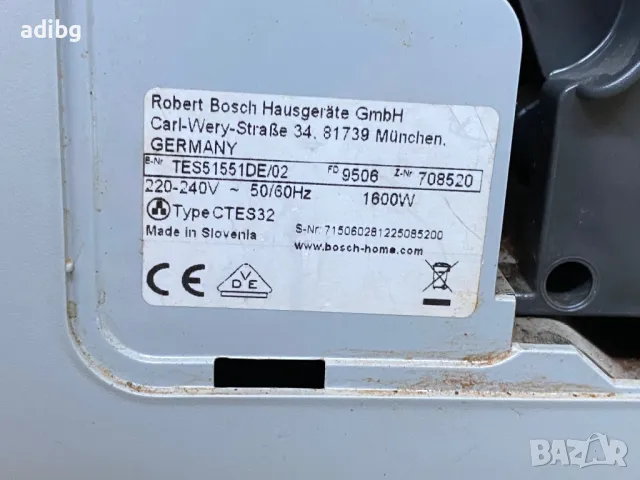 adibg
Robert Bosch Hausgeräte GmbH
Carl-Wery-Straße 34, 81739 München,
GERMANY
E-Nr TES51551DE/02 FD 9506 Z-Nr 708520
220-240V ~ 50/60Hz 1600W
Type CTES32 S-Nr: 715060281225085200
Made in Slovenia www.bosch-home.com
CE VDE
BAZAR